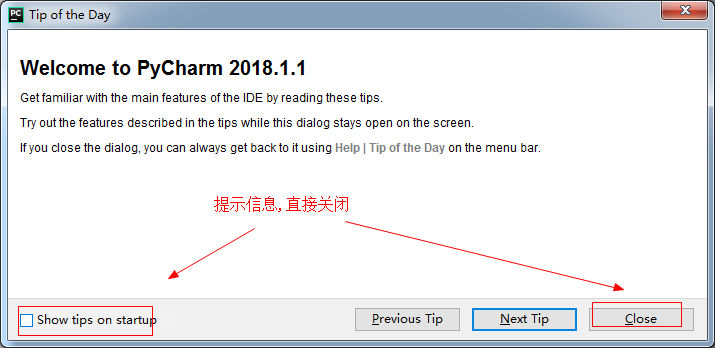 PC
Tip of the Day
Welcome to PyCharm 2018.1.1
Get familiar with the main features of the IDE by reading these tips.
Try out the features described in the tips while this dialog stays open on the screen.
If you close the dialog, you can always get back to it using Help | Tip of the Day on the menu bar.
提示信息,直接关闭
Show tips on startup
Previous Tip
Next Tip
Close